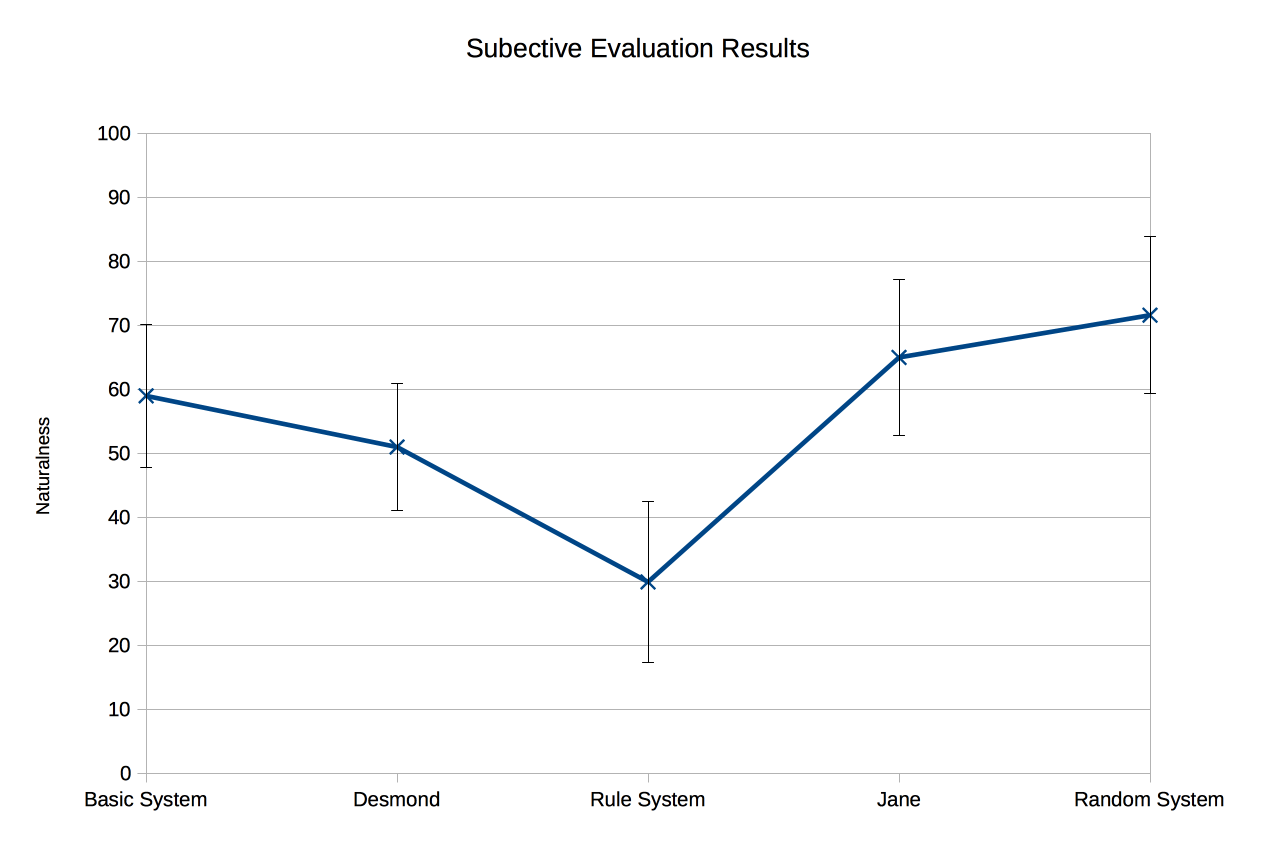 Subective Evaluation Results
100
90
80
70
60
50
40
30
20
10
0
Naturalness
Basic System
Desmond
Rule System
Jane
Random System